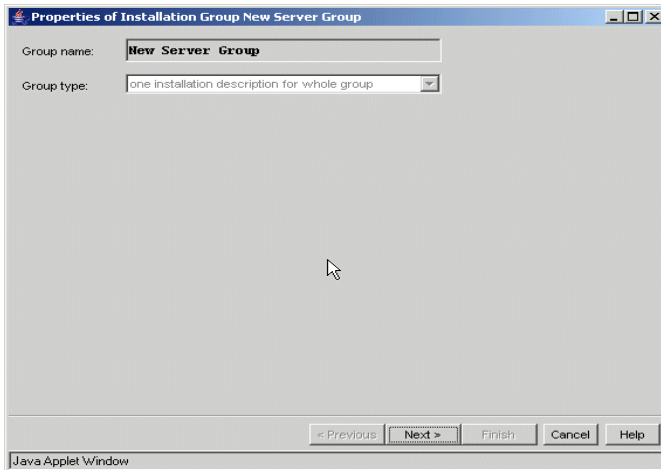 Properties of Installation Group New Server Group
Group name: New Server Group
Group type: one installation description for whole group
< Previous Next > Finish Cancel Help
Java Applet Window